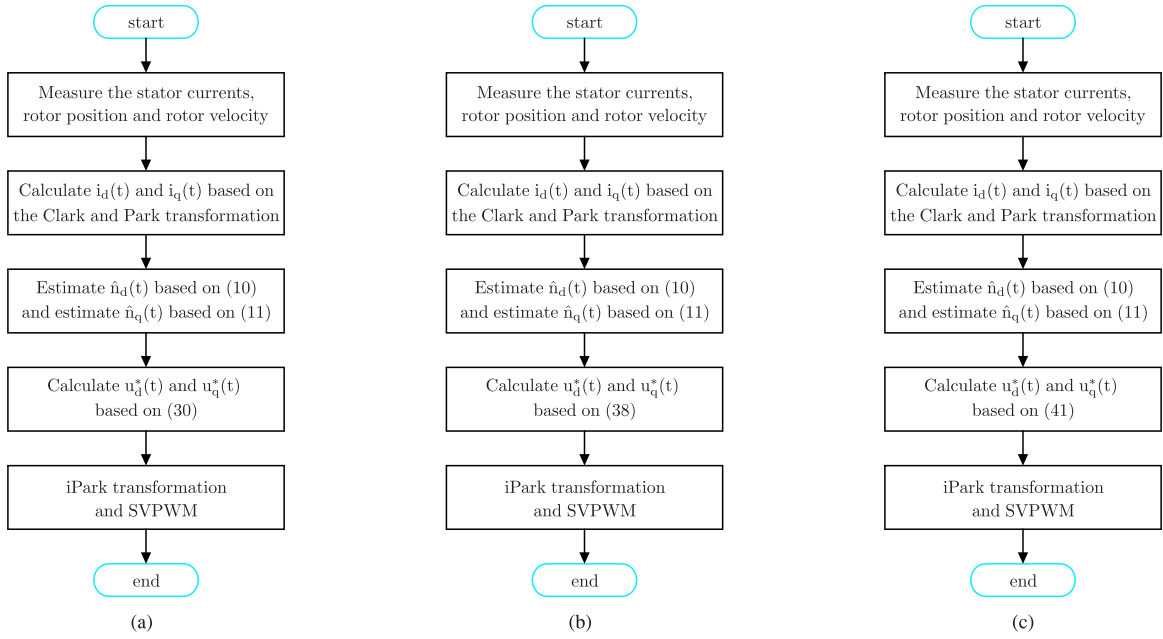 start
Measure the stator currents,
rotor position and rotor velocity
Calculate i_d(t) and i_q(t) based on
the Clark and Park transformation
Estimate n̂_d(t) based on (10)
and estimate n̂_q(t) based on (11)
Calculate u_d^*(t) and u_q^*(t)
based on (30)
iPark transformation
and SVPWM
end
(a)
start
Measure the stator currents,
rotor position and rotor velocity
Calculate i_d(t) and i_q(t) based on
the Clark and Park transformation
Estimate n̂_d(t) based on (10)
and estimate n̂_q(t) based on (11)
Calculate u_d^*(t) and u_q^*(t)
based on (38)
iPark transformation
and SVPWM
end
(b)
start
Measure the stator currents,
rotor position and rotor velocity
Calculate i_d(t) and i_q(t) based on
the Clark and Park transformation
Estimate n̂_d(t) based on (10)
and estimate n̂_q(t) based on (11)
Calculate u_d^*(t) and u_q^*(t)
based on (41)
iPark transformation
and SVPWM
end
(c)